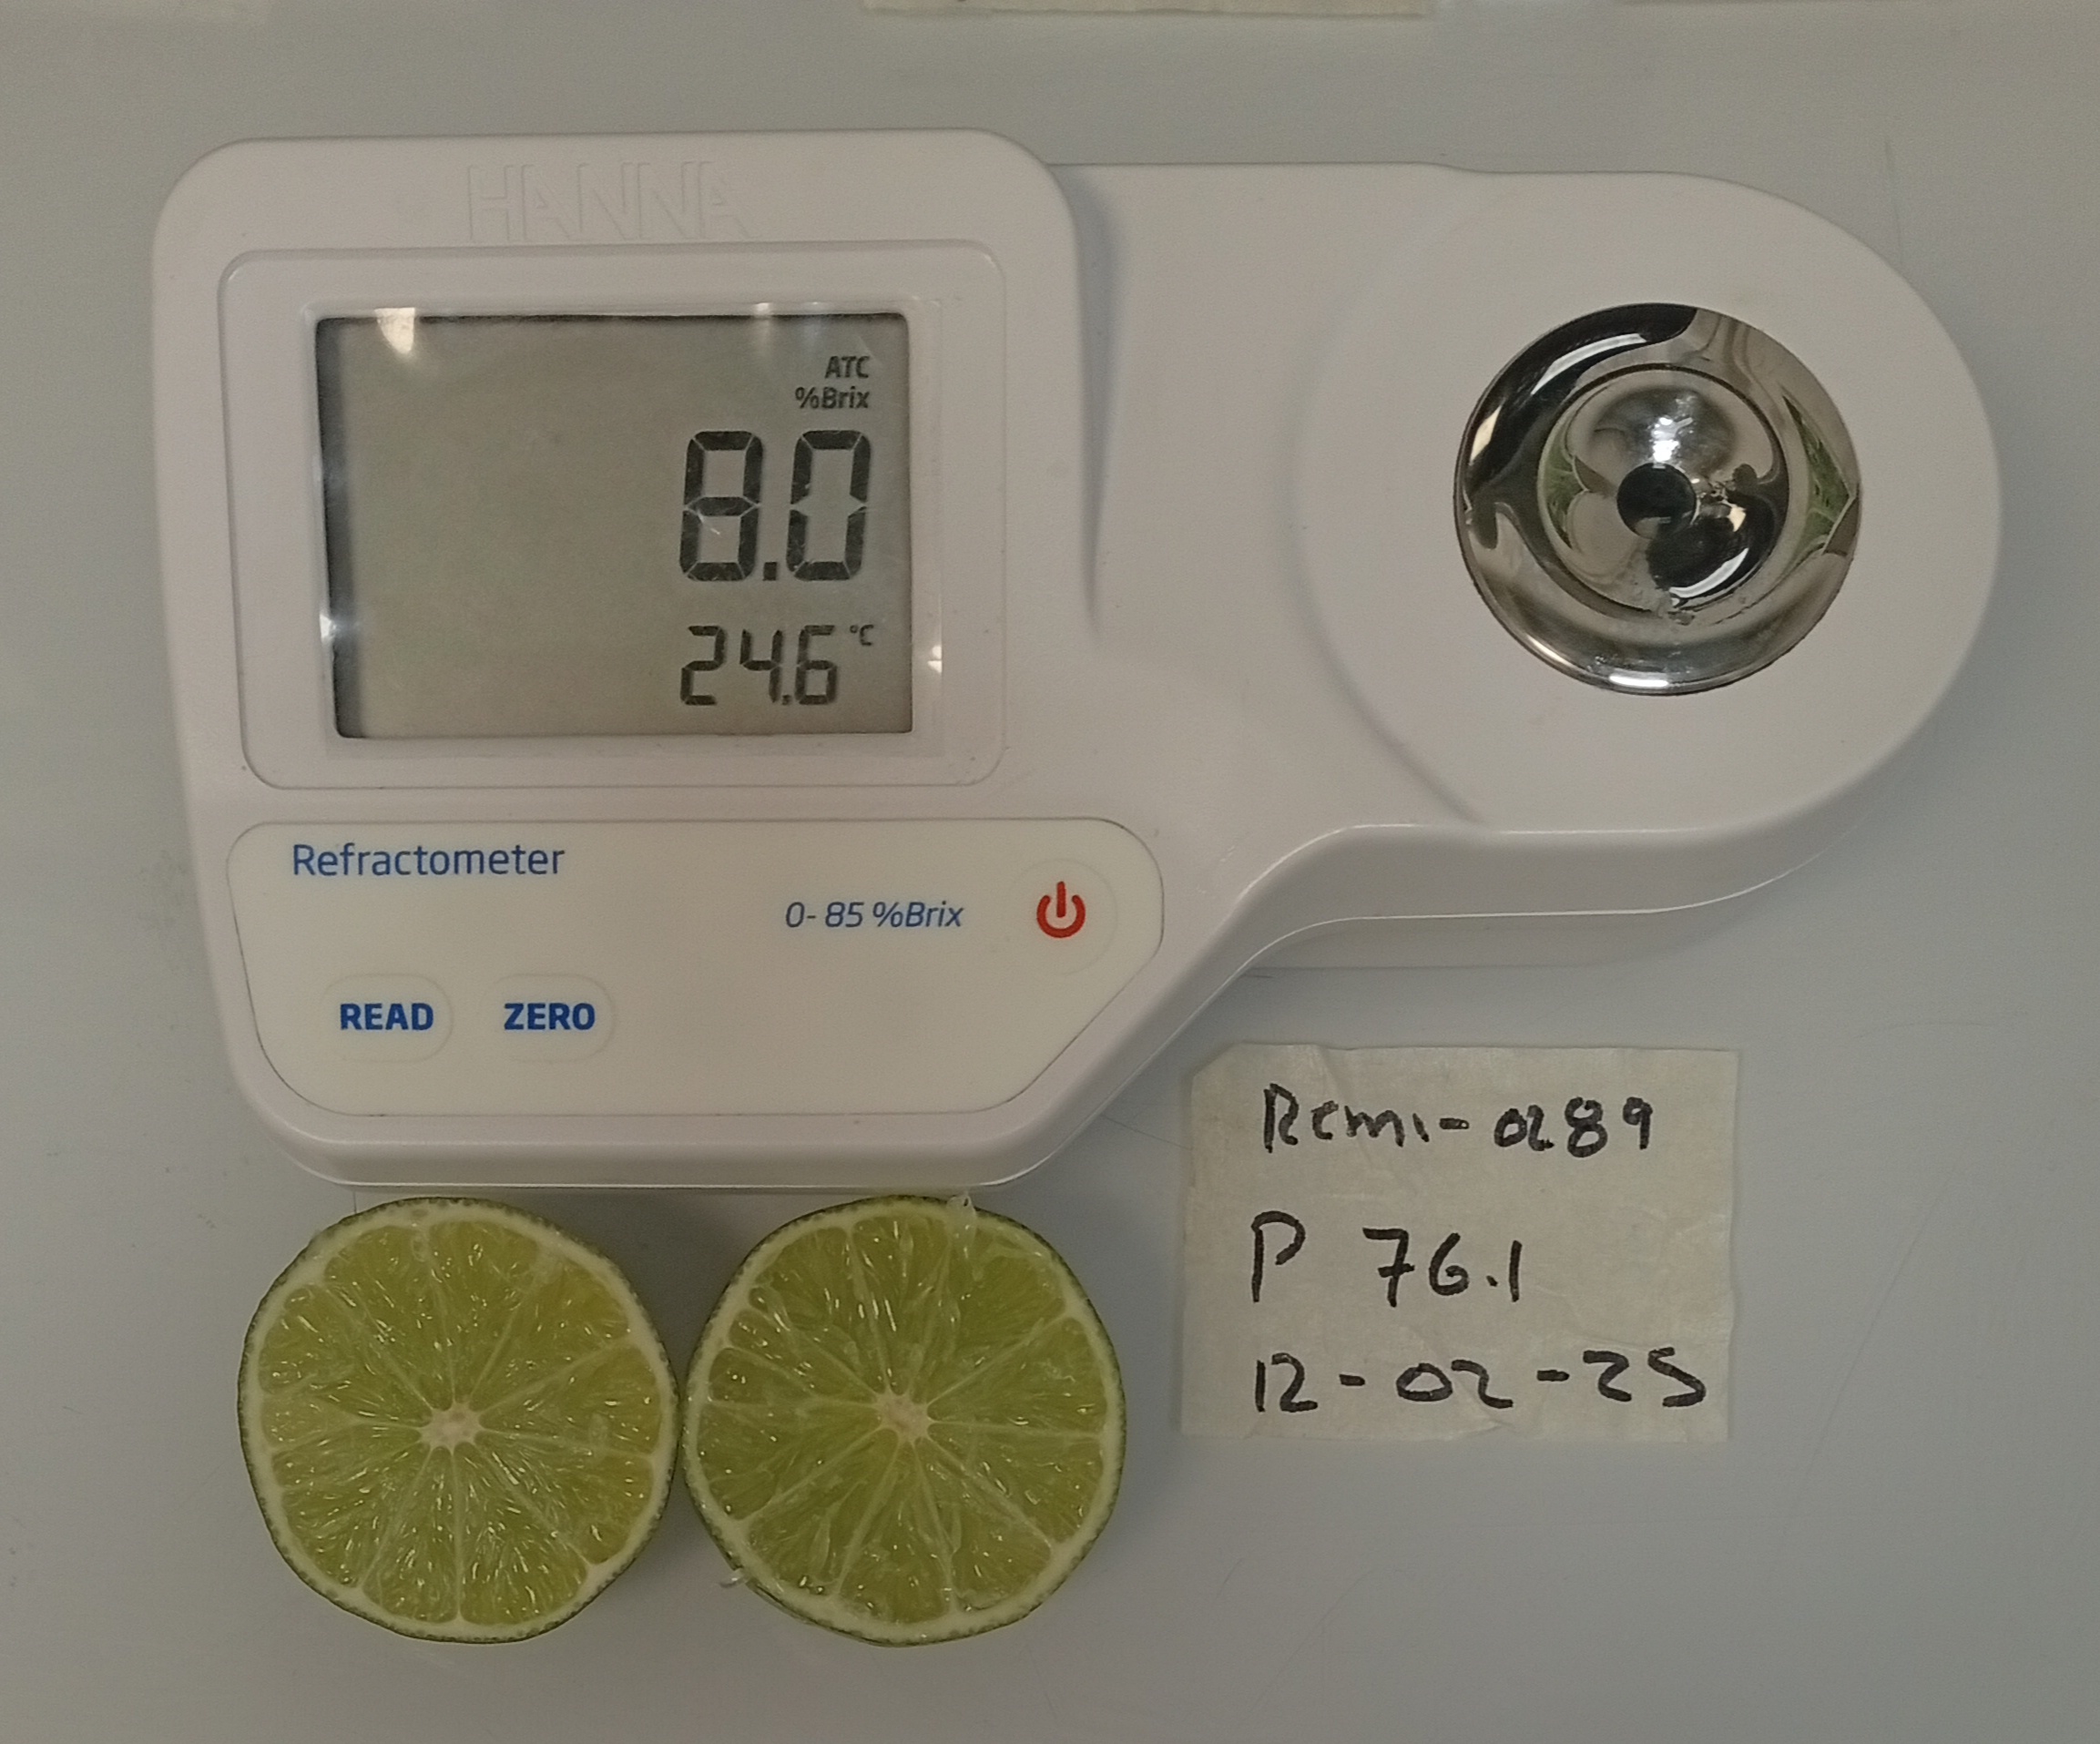 HANNA
ATC
%Brix
8.0
24.6 °C
Refractometer
0- 85 %Brix
READ ZERO
Remi-0289
P 76.1
12-02-25